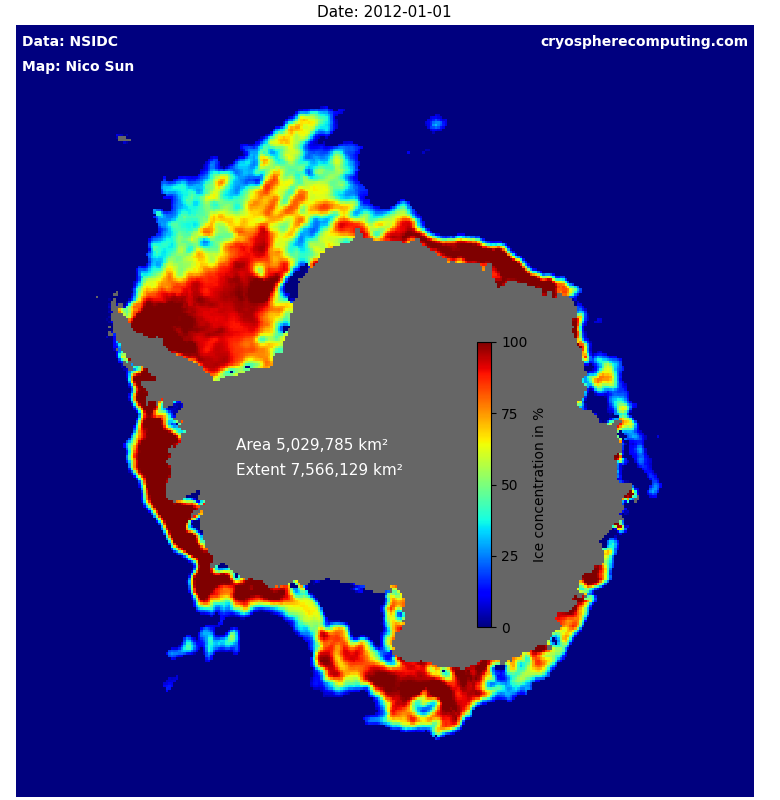 Date: 2012-01-01
Data: NSIDC
cryospherecomputing.com
Map: Nico Sun
100
75
50
25
0
Ice concentration in %
Area 5,029,785 km²
Extent 7,566,129 km²